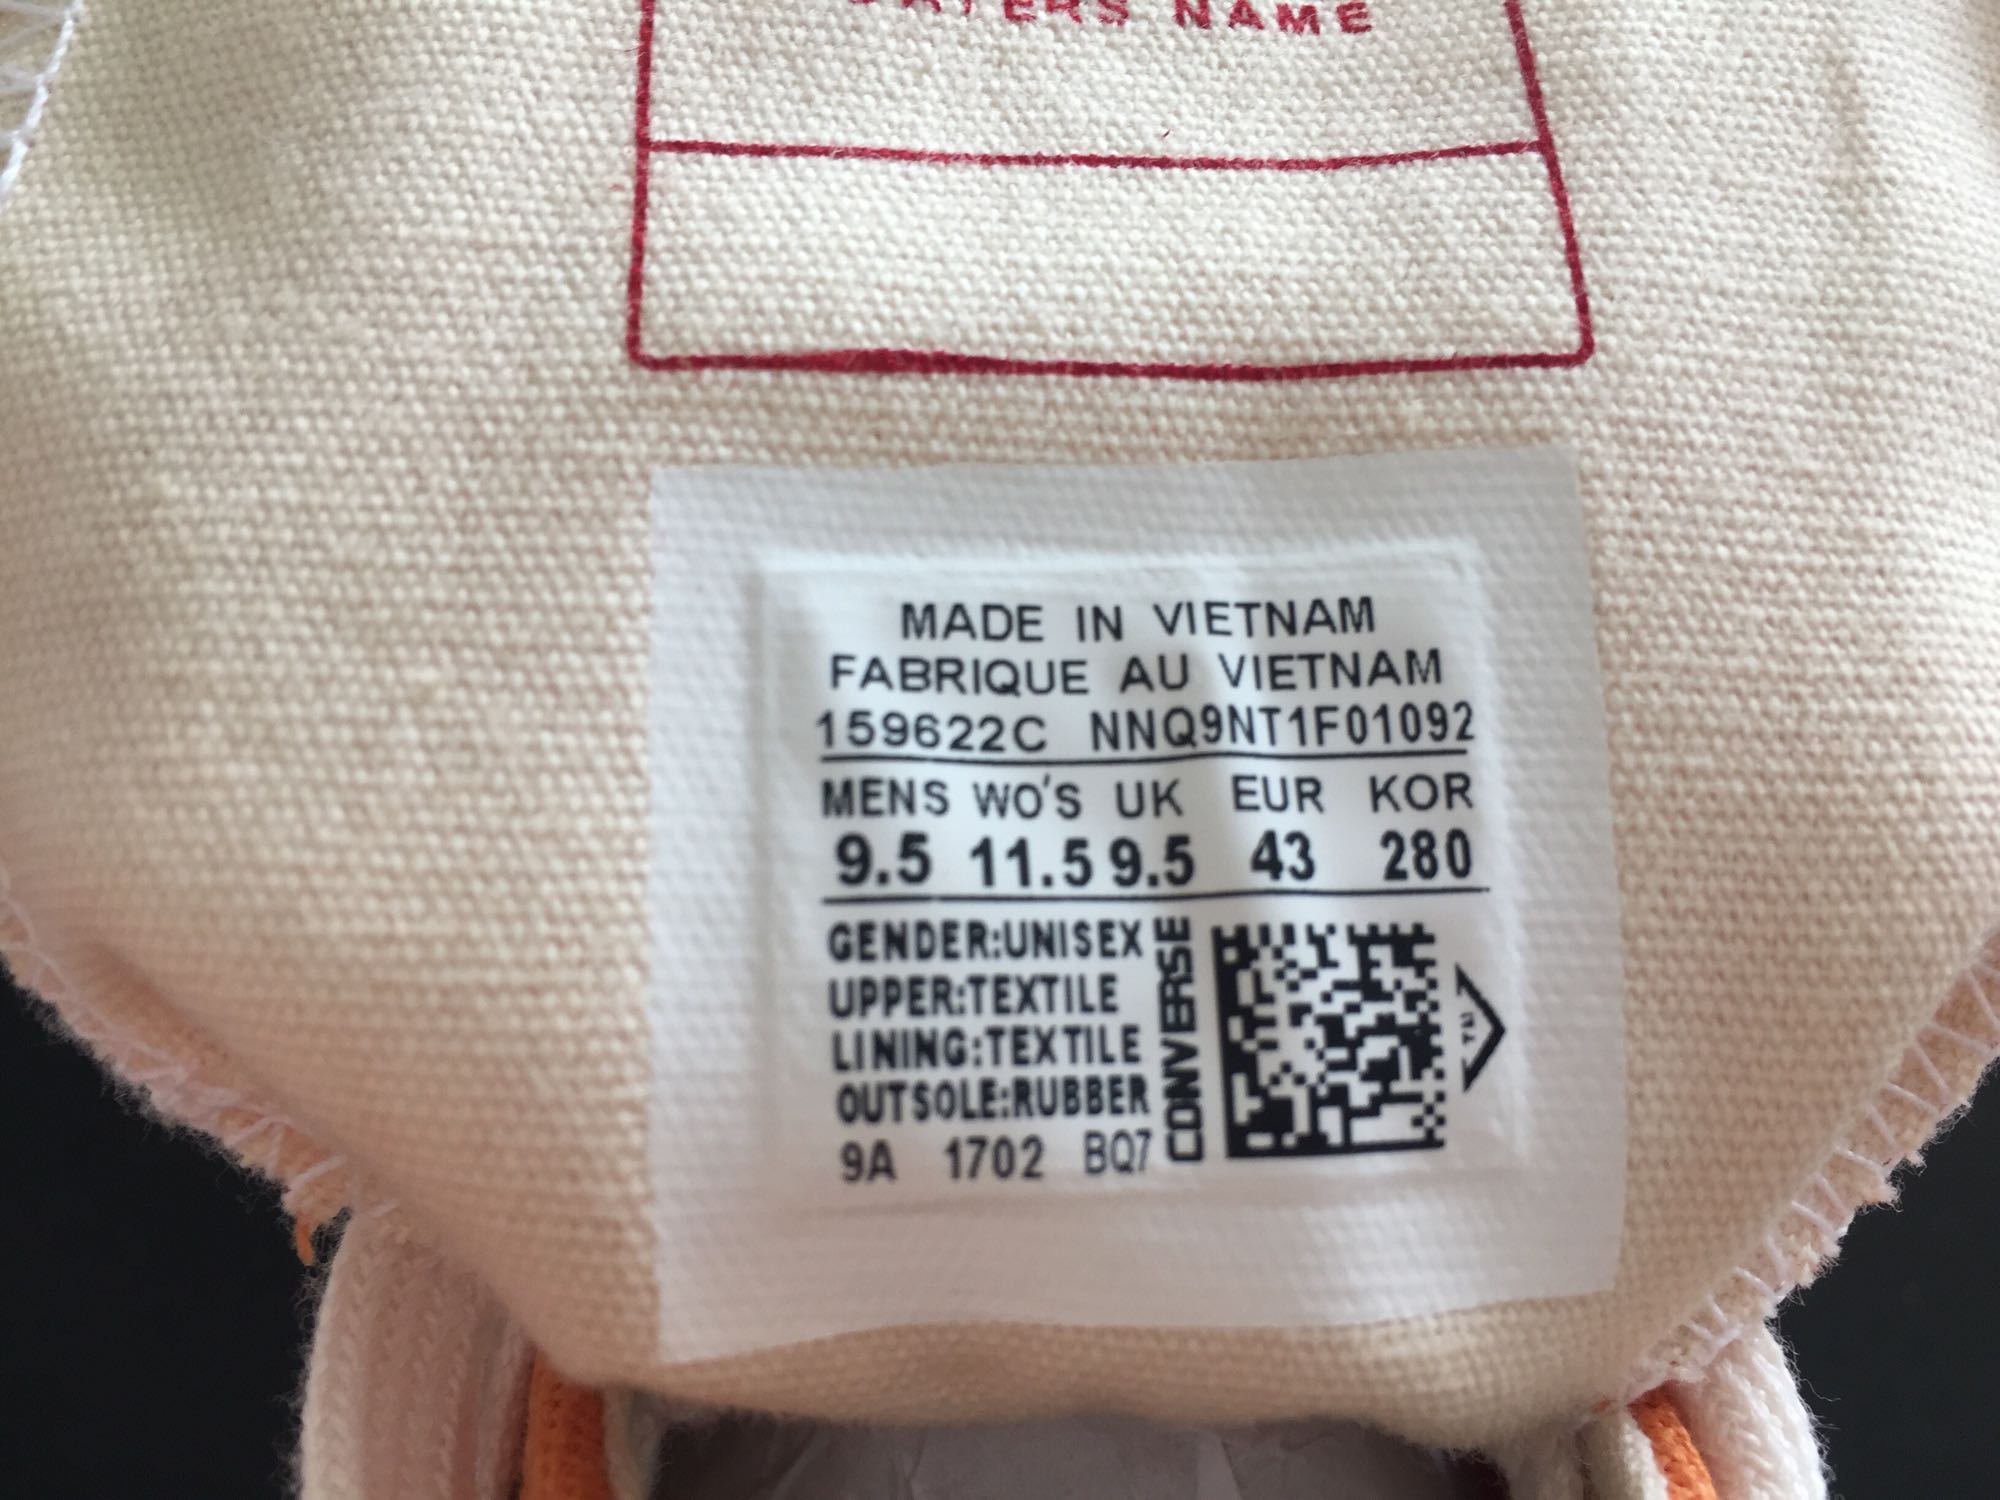 NAME
MADE IN VIETNAM
FABRIQUE AU VIETNAM
159622C NNQ9NT1F01092
MENS WO'S UK EUR KOR
9.5 11.5 9.5 43 280
GENDER:UNISEX
UPPER:TEXTILE
LINING:TEXTILE
OUTSOLE:RUBBER
9A 1702 BQ7
CONVERSE